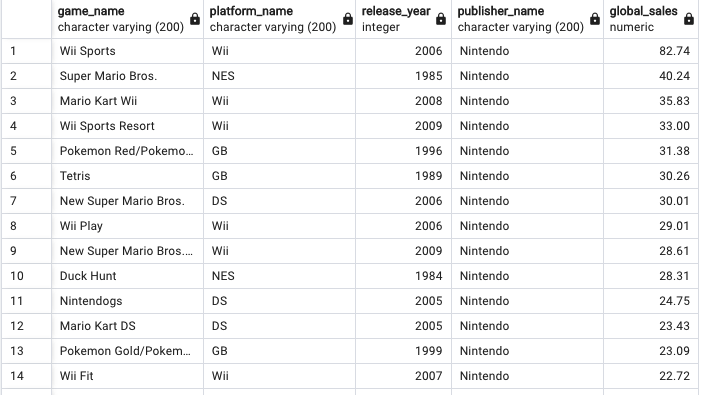 game_name platform_name release_year publisher_name global_sales
character varying (200) character varying (200) integer character varying (200) numeric
1 Wii Sports Wii 2006 Nintendo 82.74
2 Super Mario Bros. NES 1985 Nintendo 40.24
3 Mario Kart Wii Wii 2008 Nintendo 35.83
4 Wii Sports Resort Wii 2009 Nintendo 33.00
5 Pokemon Red/Pokemo... GB 1996 Nintendo 31.38
6 Tetris GB 1989 Nintendo 30.26
7 New Super Mario Bros. DS 2006 Nintendo 30.01
8 Wii Play Wii 2006 Nintendo 29.01
9 New Super Mario Bros.... Wii 2009 Nintendo 28.61
10 Duck Hunt NES 1984 Nintendo 28.31
11 Nintendogs DS 2005 Nintendo 24.75
12 Mario Kart DS DS 2005 Nintendo 23.43
13 Pokemon Gold/Pokem... GB 1999 Nintendo 23.09
14 Wii Fit Wii 2007 Nintendo 22.72